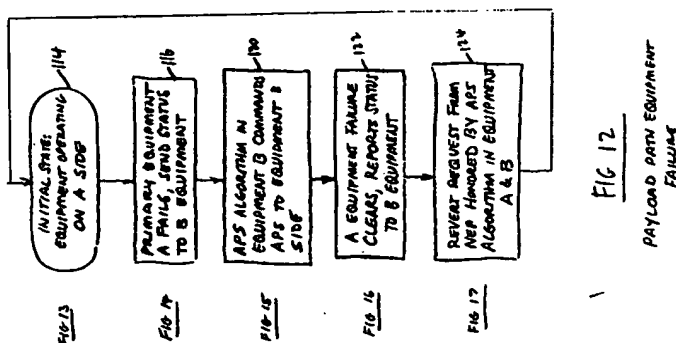 FIG 13
INITIAL STATE:
EQUIPMENT OPERATING
ON A SIDE
114
FIG 14
PRIMARY EQUIPMENT
A FAILS, SEND STATUS
TO B EQUIPMENT
116
FIG 15
APS ALGORITHM IN
EQUIPMENT B COMMANDS
APS TO EQUIPMENT B
SIDE
120
FIG 16
A EQUIPMENT FAILURE
CLEARS, REPORTS STATUS
TO B EQUIPMENT
122
FIG 17
REVERT REQUEST FROM
NEP HONORED BY APS
ALGORITHM IN EQUIPMENT
A & B
124
FIG 12
PAYLOAD PATH EQUIPMENT
FAILURE